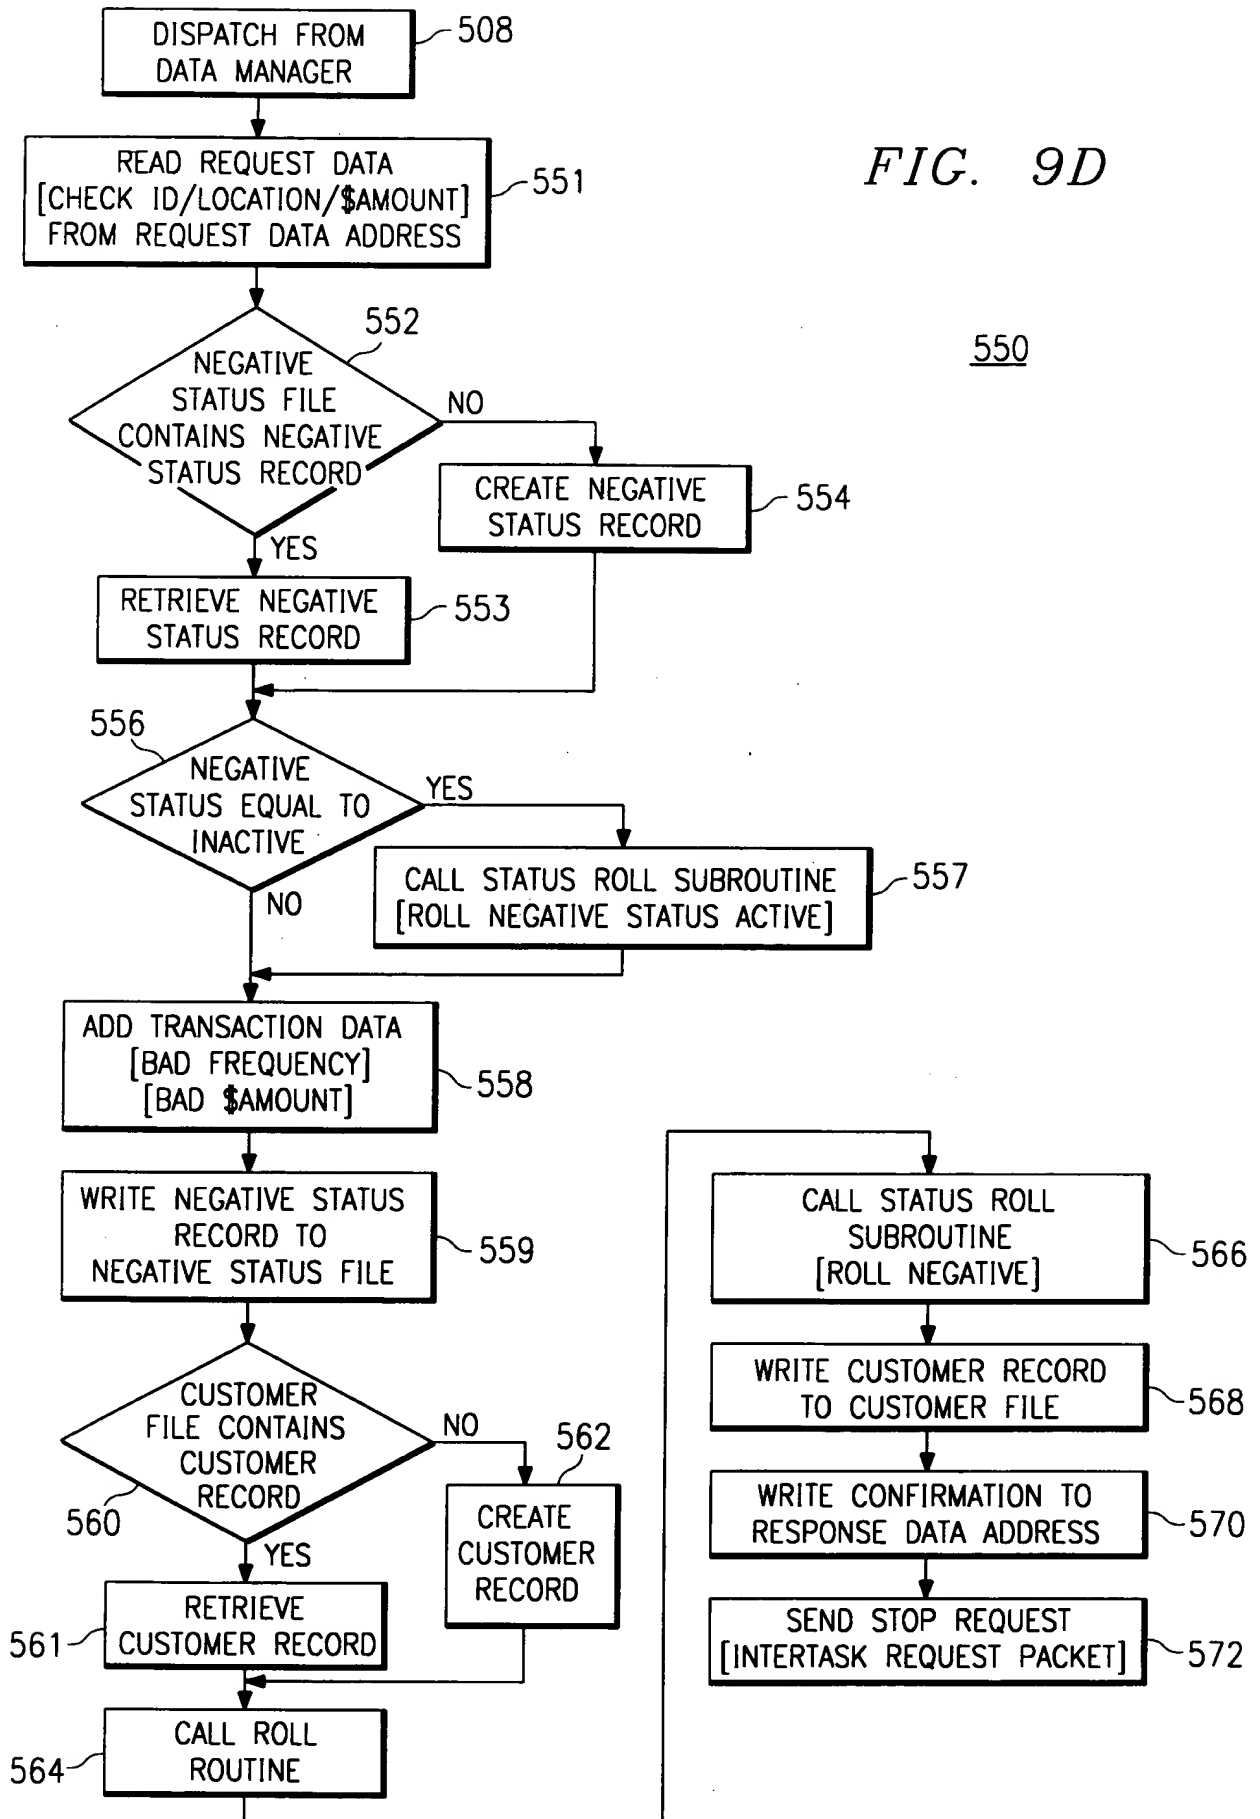 DISPATCH FROM
DATA MANAGER
508
FIG. 9D
550
READ REQUEST DATA
[CHECK ID/LOCATION/$AMOUNT]
FROM REQUEST DATA ADDRESS
551
552
NEGATIVE
STATUS FILE
CONTAINS NEGATIVE
STATUS RECORD
NO
YES
CREATE NEGATIVE
STATUS RECORD
554
RETRIEVE NEGATIVE
STATUS RECORD
553
556
NEGATIVE
STATUS EQUAL TO
INACTIVE
YES
NO
CALL STATUS ROLL SUBROUTINE
[ROLL NEGATIVE STATUS ACTIVE]
557
ADD TRANSACTION DATA
[BAD FREQUENCY]
[BAD $AMOUNT]
558
WRITE NEGATIVE STATUS
RECORD TO
NEGATIVE STATUS FILE
559
CUSTOMER
FILE CONTAINS
CUSTOMER
RECORD
560
NO
YES
562
CREATE
CUSTOMER
RECORD
RETRIEVE
CUSTOMER RECORD
561
CALL ROLL
ROUTINE
564
CALL STATUS ROLL
SUBROUTINE
[ROLL NEGATIVE]
566
WRITE CUSTOMER RECORD
TO CUSTOMER FILE
568
WRITE CONFIRMATION TO
RESPONSE DATA ADDRESS
570
SEND STOP REQUEST
[INTERTASK REQUEST PACKET]
572